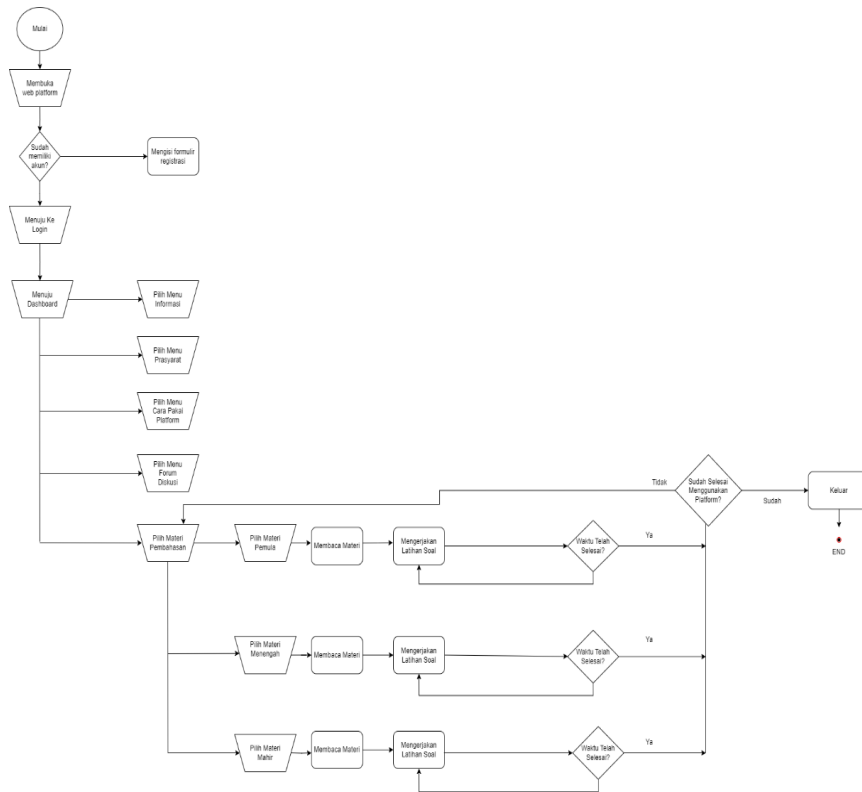 Mulai
Membuka
web platform
Sudah
memiliki
akun?
Mengisi formulir
registrasi
Menuju Ke
Login
Menuju
Dashboard
Pilih Menu
Informasi
Pilih Menu
Prasyarat
Pilih Menu
Cara Pakai
Platform
Pilih Menu
Forum
Diskusi
Tidak
Sudah Selesai
Menggunakan
Platform?
Sudah
Keluar
END
Pilih Materi
Pembahasan
Pilih Materi
Pemula
Membaca Materi
Mengerjakan
Latihan Soal
Waktu Telah
Selesai?
Ya
Pilih Materi
Menengah
Membaca Materi
Mengerjakan
Latihan Soal
Waktu Telah
Selesai?
Ya
Pilih Materi
Mahir
Membaca Materi
Mengerjakan
Latihan Soal
Waktu Telah
Selesai?
Ya